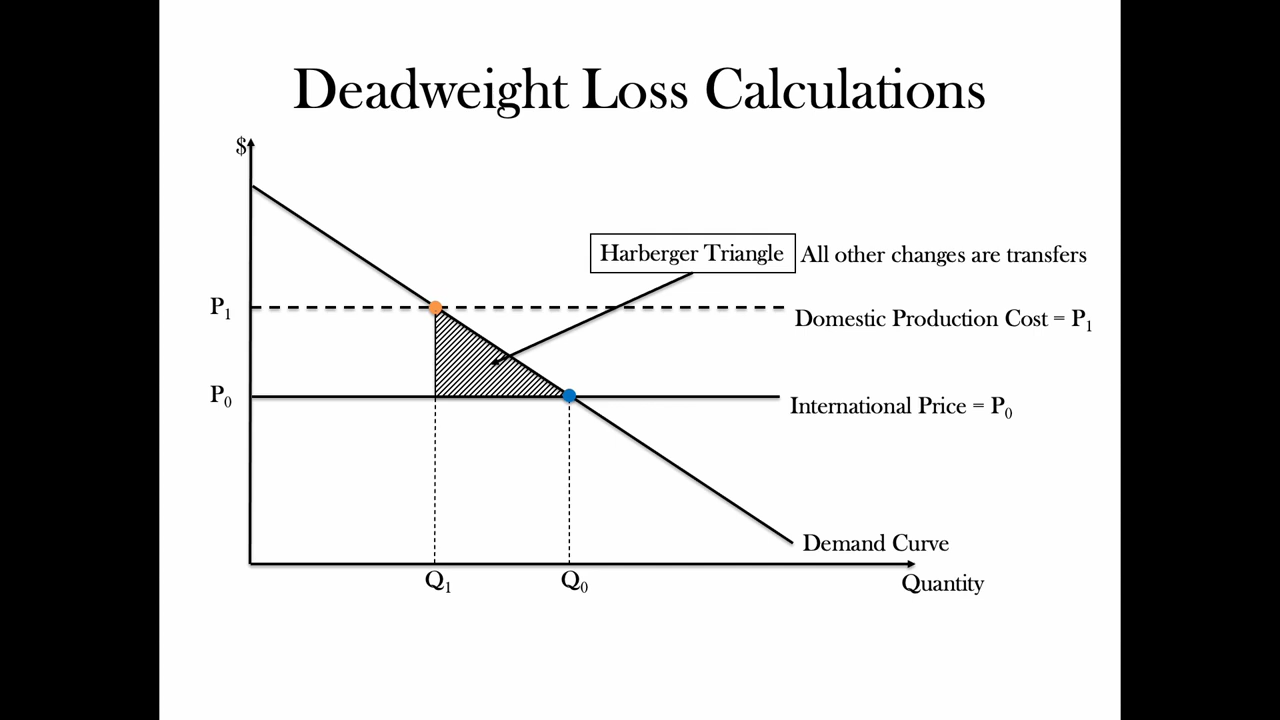 Deadweight Loss Calculations
$
Harberger Triangle
All other changes are transfers
P₁
Domestic Production Cost = P₁
P₀
International Price = P₀
Demand Curve
Q₁
Q₀
Quantity